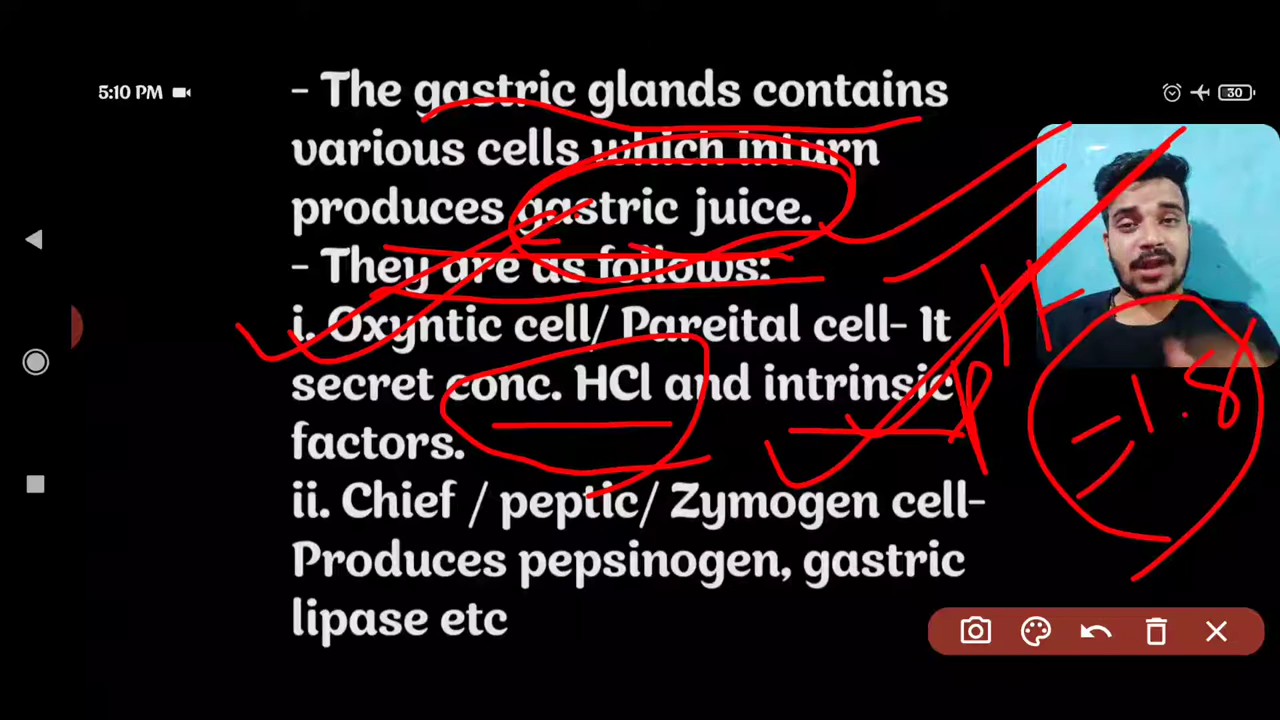 5:10 PM
30
- The gastric glands contains
various cells which inturn
produces gastric juice.
- They are as follows:
i. Oxyntic cell/ Pareital cell- It
secret conc. HCl and intrinsic
factors.
pH
=1.8
ii. Chief / peptic/ Zymogen cell-
Produces pepsinogen, gastric
lipase etc